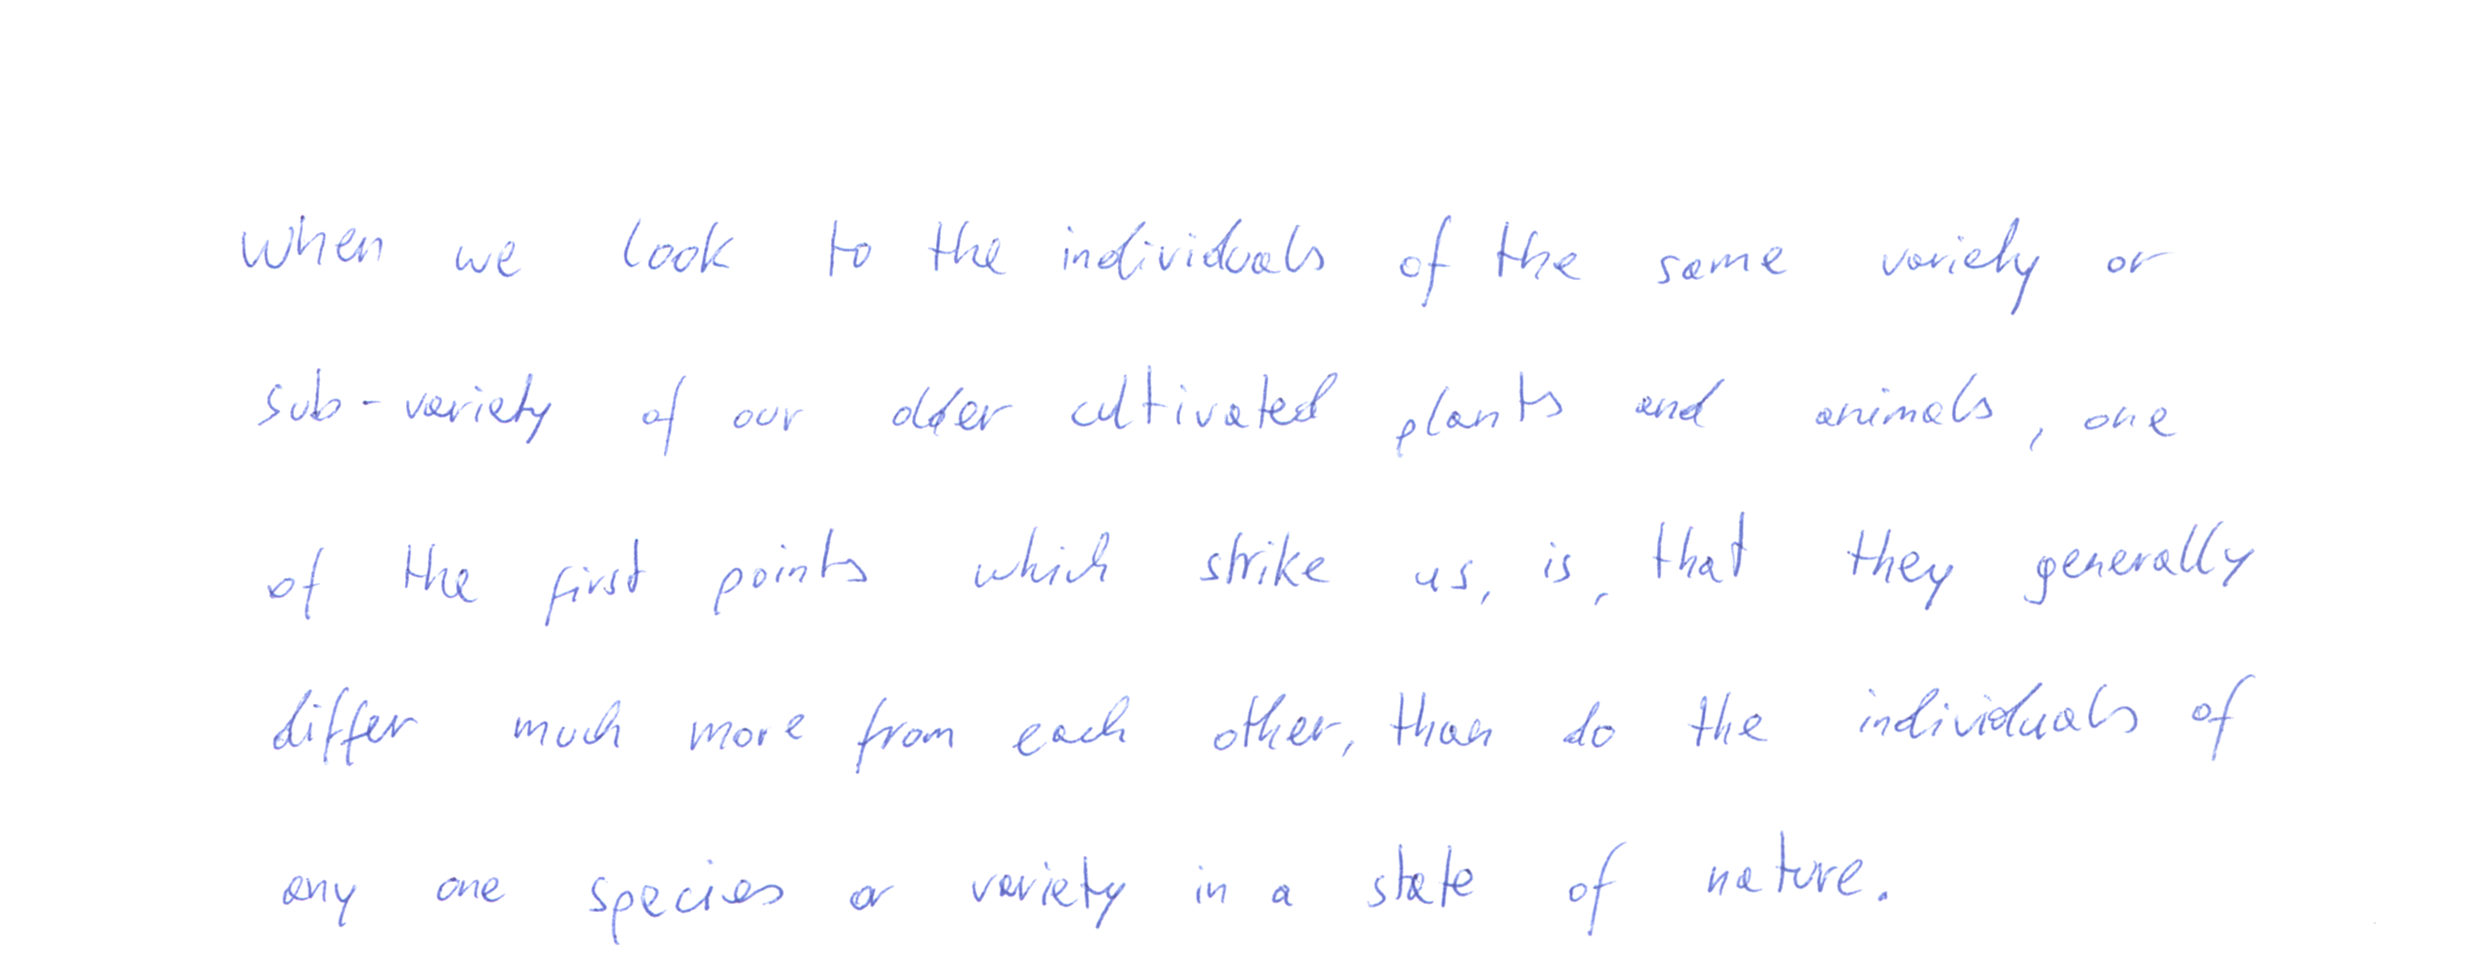 When we look to the individuals of the same variety or
sub-variety of our older cultivated plants and animals, one
of the first points which strike us, is, that they generally
differ much more from each other, than do the individuals of
any one species or variety in a state of nature.